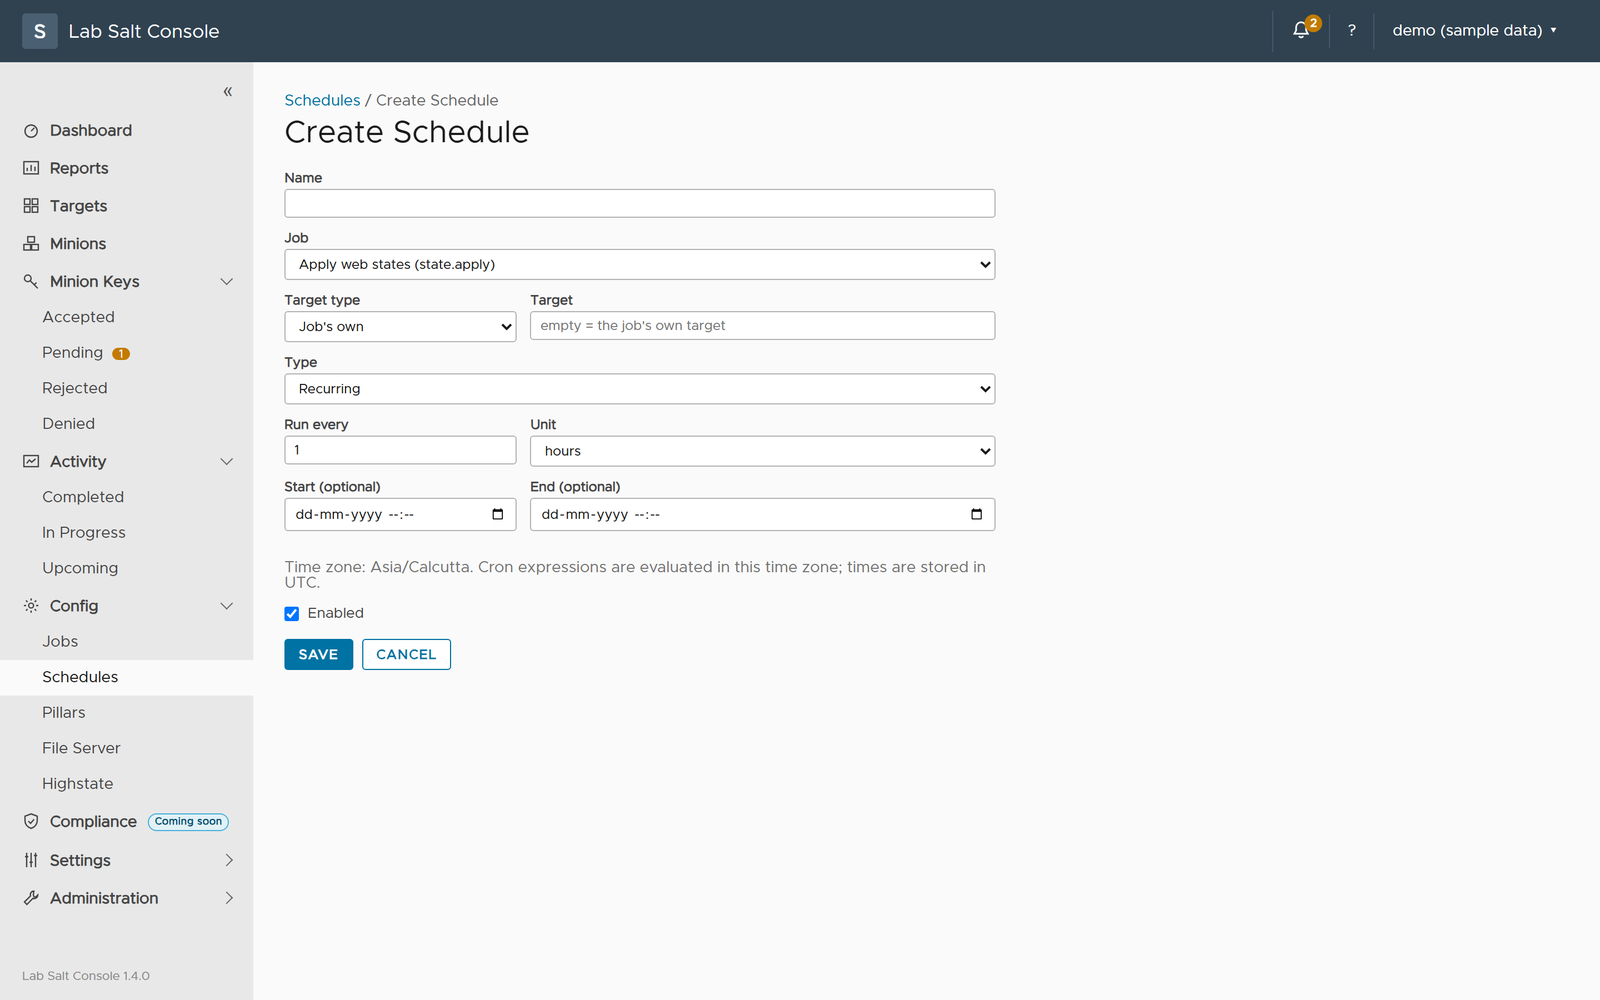 S Lab Salt Console
2
?
demo (sample data)
«
Dashboard
Reports
Targets
Minions
Minion Keys
Accepted
Pending 1
Rejected
Denied
Activity
Completed
In Progress
Upcoming
Config
Jobs
Schedules
Pillars
File Server
Highstate
Compliance Coming soon
Settings
Administration
Lab Salt Console 1.4.0
Schedules / Create Schedule
Create Schedule
Name
Job
Apply web states (state.apply)
Target type Target
Job's own empty = the job's own target
Type
Recurring
Run every Unit
1 hours
Start (optional) End (optional)
dd-mm-yyyy --:-- dd-mm-yyyy --:--
Time zone: Asia/Calcutta. Cron expressions are evaluated in this time zone; times are stored in
UTC.
Enabled
SAVE CANCEL